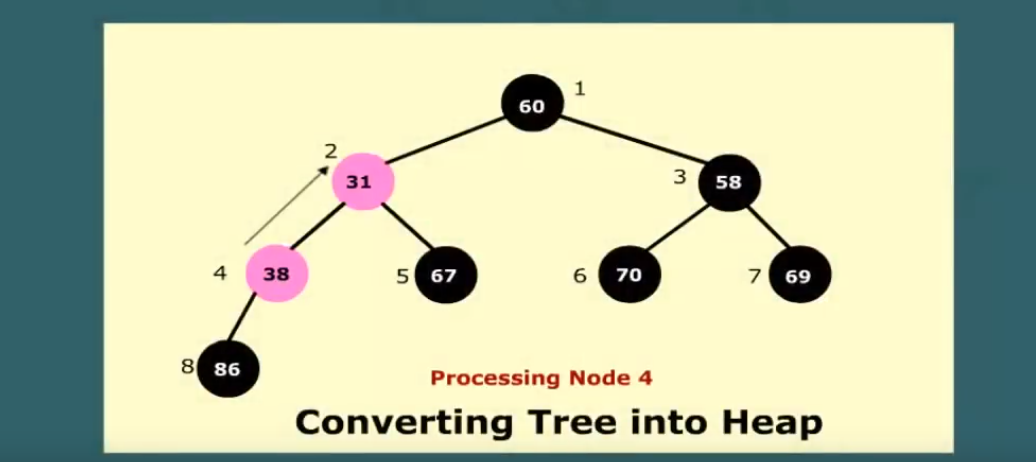 60 1
2
31 3 58
4 38 5 67 6 70 7 69
8 86
Processing Node 4
Converting Tree into Heap